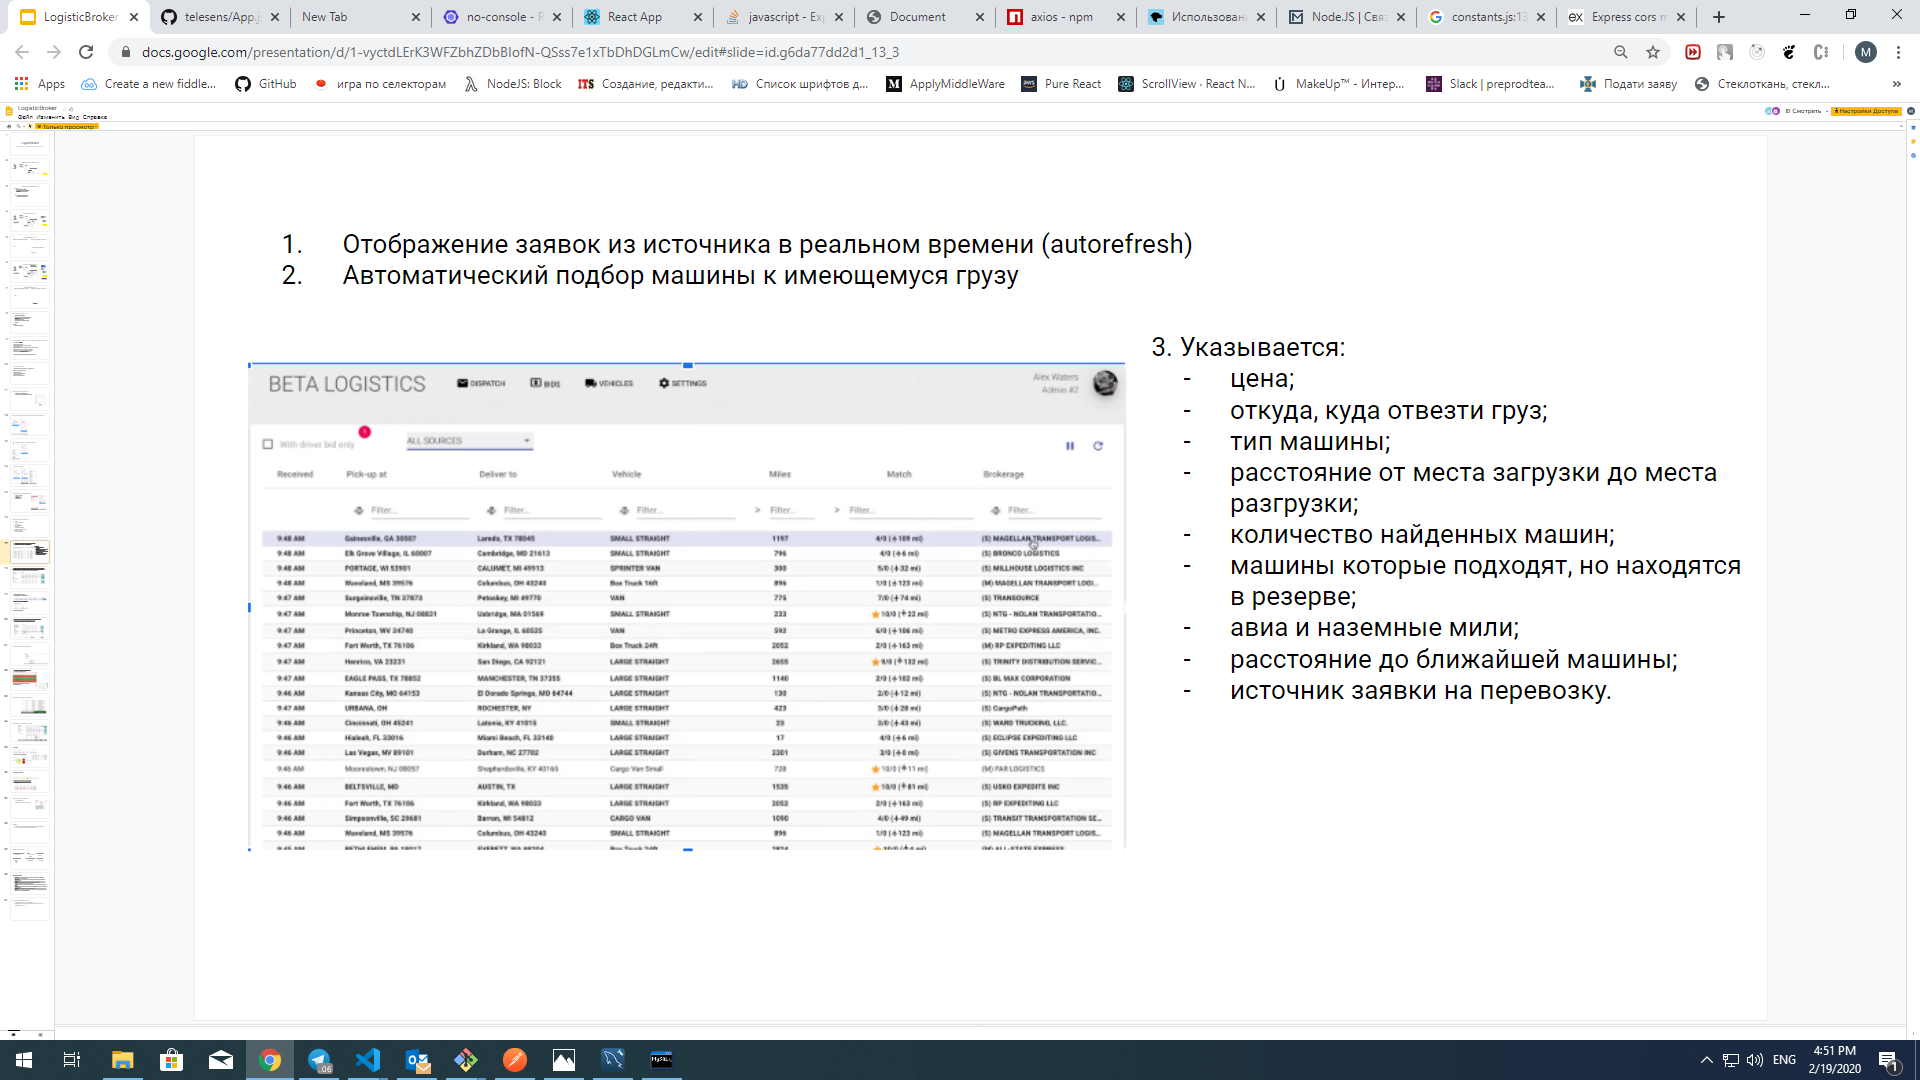 LogisticBroker
telesens/App.j
New Tab
no-console - R
React App
javascript - Exp
Document
axios - npm
Использован
NodeJS | Свя
constants.js:13
Express cors m
docs.google.com/presentation/d/1-vyctdLErK3WFZbhZDbBIofN-QSss7e1xTbDhDGLmCw/edit#slide=id.g6da77dd2d1_13_3
Apps
Create a new fiddle...
GitHub
игра по селекторам
NodeJS: Block
Создание, редакти...
Список шрифтов д...
ApplyMiddleWare
Pure React
ScrollView · React N...
MakeUp™ - Интер...
Slack | preprodtea...
Подати заяву
Стеклоткань, стекл...
LogisticBroker
Файл Изменить Вид Справка
Только просмотр
Смотреть
Настройки Доступа
1. Отображение заявок из источника в реальном времени (autorefresh)
2. Автоматический подбор машины к имеющемуся грузу
BETA LOGISTICS
DISPATCH
BIDS
VEHICLES
SETTINGS
Alex Waters
Admin #2
With driver bid only
ALL SOURCES
Received Pick-up at Deliver to Vehicle Miles Match Brokerage
Filter... Filter... Filter... > Filter... > Filter... Filter...
9:48 AM Gainesville, GA 30507 Laredo, TX 78045 SMALL STRAIGHT 1197 4/0 (109 mi) (S) MAGELLAN TRANSPORT LOGIS...
9:48 AM Elk Grove Village, IL 60007 Cambridge, MD 21613 SMALL STRAIGHT 796 4/0 (6 mi) (S) BRONCO LOGISTICS
9:48 AM PORTAGE, WI 53901 CALUMET, MI 49913 SPRINTER VAN 300 5/0 (32 mi) (S) MILLHOUSE LOGISTICS INC
9:48 AM Waveland, MS 39576 Columbus, OH 43240 Box Truck 16ft 896 1/0 (123 mi) (M) MAGELLAN TRANSPORT LOGI...
9:47 AM Surgoinsville, TN 37873 Petoskey, MI 49770 VAN 775 7/0 (74 mi) (S) TRANSOURCE
9:47 AM Monroe Township, NJ 08831 Uxbridge, MA 01569 SMALL STRAIGHT 233 10/0 (22 mi) (S) NTG - NOLAN TRANSPORTATIO...
9:47 AM Princeton, WV 24740 La Grange, IL 60525 VAN 592 6/0 (106 mi) (S) METRO EXPRESS AMERICA, INC.
9:47 AM Fort Worth, TX 76106 Kirkland, WA 98033 Box Truck 24ft 2052 2/0 (163 mi) (M) RP EXPEDITING LLC
9:47 AM Henrico, VA 23231 San Diego, CA 92121 LARGE STRAIGHT 2655 9/0 (132 mi) (S) TRINITY DISTRIBUTION SERVIC...
9:47 AM EAGLE PASS, TX 78852 MANCHESTER, TN 37355 LARGE STRAIGHT 1140 2/0 (102 mi) (S) BL MAX CORPORATION
9:46 AM Kansas City, MO 64153 El Dorado Springs, MO 64744 LARGE STRAIGHT 130 2/0 (12 mi) (S) NTG - NOLAN TRANSPORTATIO...
9:47 AM URBANA, OH ROCHESTER, NY LARGE STRAIGHT 423 3/0 (28 mi) (S) CargoPath
9:46 AM Cincinnati, OH 45241 Latonia, KY 41015 SMALL STRAIGHT 23 3/0 (43 mi) (S) WARD TRUCKING, LLC.
9:46 AM Hialeah, FL 33016 Miami Beach, FL 33140 LARGE STRAIGHT 17 4/0 (6 mi) (S) ECLIPSE EXPEDITING LLC
9:46 AM Las Vegas, NV 89101 Durham, NC 27702 LARGE STRAIGHT 2201 3/0 (0 mi) (S) GIVENS TRANSPORTATION INC
9:46 AM Moorestown, NJ 08057 Shepherdsville, KY 40165 Cargo Van Small 728 10/0 (11 mi) (M) PAR LOGISTICS
9:46 AM BELTSVILLE, MD AUSTIN, TX LARGE STRAIGHT 1535 10/0 (81 mi) (S) USKO EXPEDITE INC
9:46 AM Fort Worth, TX 76106 Kirkland, WA 98033 LARGE STRAIGHT 2052 2/0 (163 mi) (S) RP EXPEDITING LLC
9:46 AM Simpsonville, SC 29681 Barron, WI 54812 CARGO VAN 1090 4/0 (49 mi) (S) TRANSIT TRANSPORTATION SE...
9:46 AM Waveland, MS 39576 Columbus, OH 43240 SMALL STRAIGHT 896 1/0 (123 mi) (S) MAGELLAN TRANSPORT LOGIS...
3. Указывается:
- цена;
- откуда, куда отвезти груз;
- тип машины;
- расстояние от места загрузки до места
разгрузки;
- количество найденных машин;
- машины которые подходят, но находятся
в резерве;
- авиа и наземные мили;
- расстояние до ближайшей машины;
- источник заявки на перевозку.
ENG
4:51 PM
2/19/2020